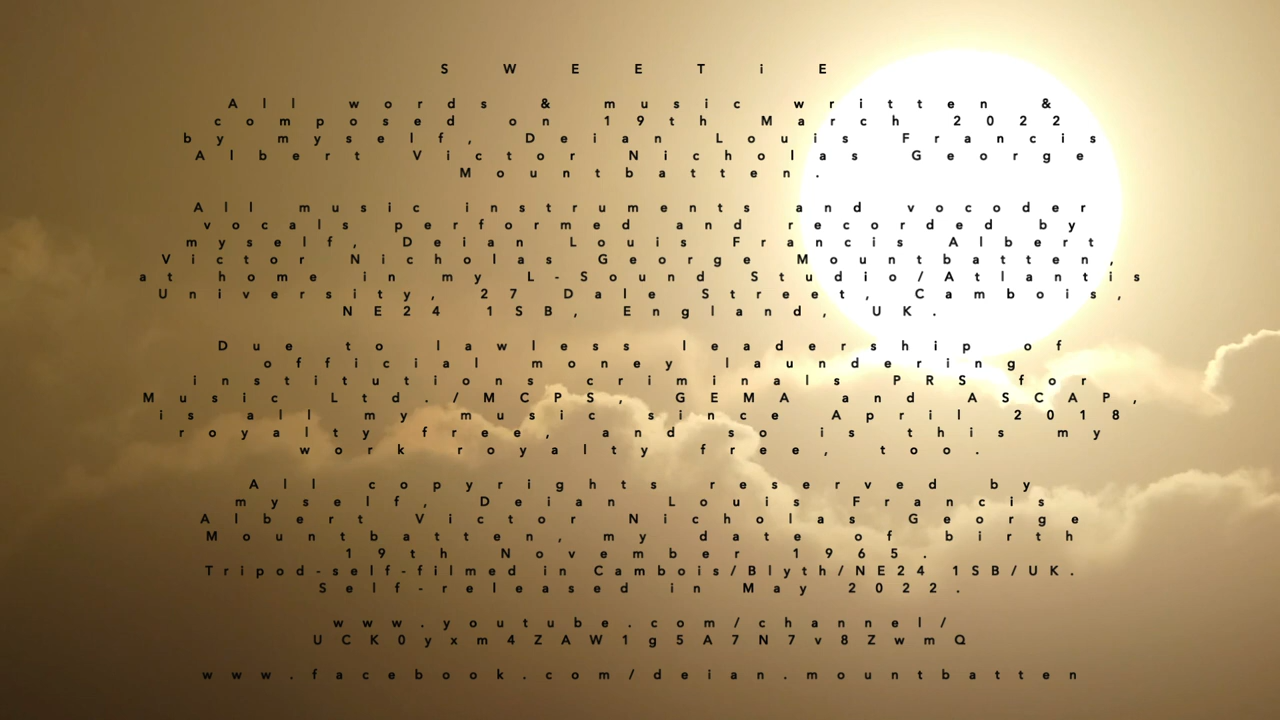 SWEETiE
All words & music written &
composed on 19th March 2022
by myself, Deian Louis Francis
Albert Victor Nicholas George
Mountbatten.
All music instruments and vocoder
vocals performed and recorded by
myself, Deian Louis Francis Albert
Victor Nicholas George Mountbatten,
at home in my L-Sound Studio/Atlantis
University, 27 Dale Street, Cambois,
NE24 1SB, England, UK.
Due to lawless leadership of
official money laundering
institutions criminals PRS for
Music Ltd./MCPS, GEMA and ASCAP,
is all my music since April 2018
royalty free, and so is this my
work royalty free, too.
All copyrights reserved by
myself, Deian Louis Francis
Albert Victor Nicholas George
Mountbatten, my date of birth
19th November 1965.
Tripod-self-filmed in Cambois/Blyth/NE24 1SB/UK.
Self-released in May 2022.
www.youtube.com/channel/
UCK0yxm4ZAW1g5A7N7v8ZwmQ
www.facebook.com/deian.mountbatten